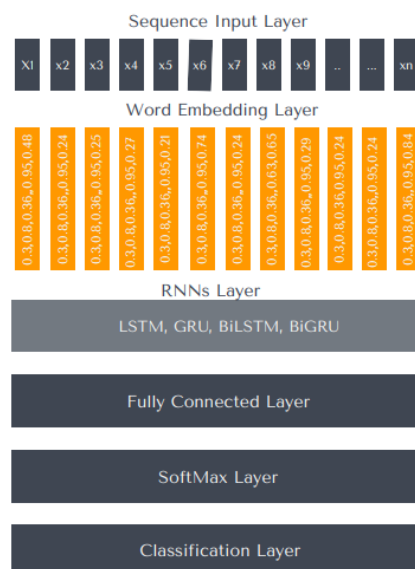 Sequence Input Layer
X1 x2 x3 x4 x5 x6 x7 x8 x9 .. ... xn
Word Embedding Layer
0.3,0.8,0.36,,0.95,0.48
0.3,0.8,0.36,,0.95,0.24
0.3,0.8,0.36,,0.95,0.25
0.3,0.8,0.36,,0.95,0.27
0.3,0.8,0.36,,0.95,0.21
0.3,0.8,0.36,,0.95,0.74
0.3,0.8,0.36,,0.95,0.24
0.3,0.8,0.36,,0.63,0.65
0.3,0.8,0.36,,0.95,0.29
0.3,0.8,0.36,0.95,0.24
0.3,0.8,0.36,,0.95,0.24
0.3,0.8,0.36,,0.95,0.84
RNNs Layer
LSTM, GRU, BiLSTM, BiGRU
Fully Connected Layer
SoftMax Layer
Classification Layer